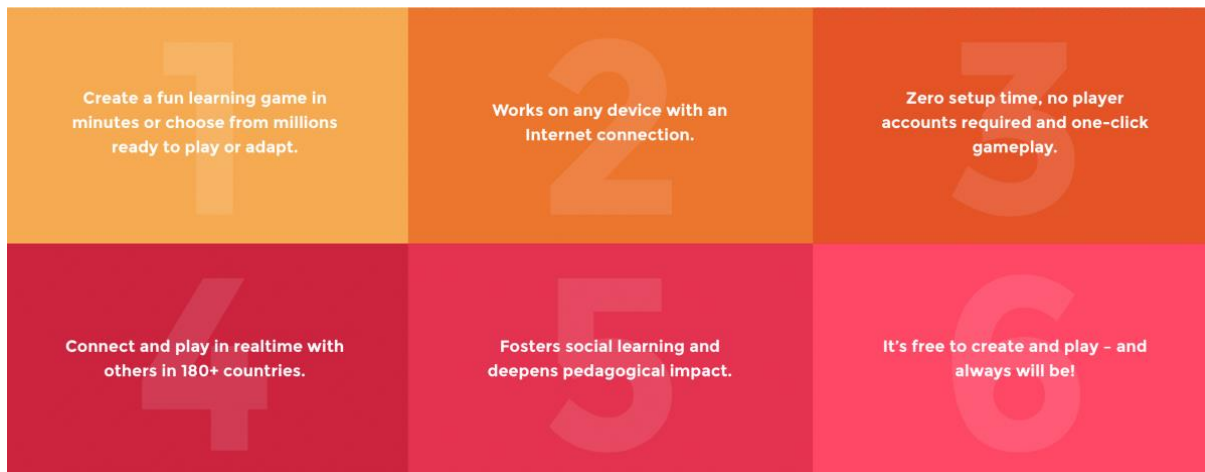 1
Create a fun learning game in
minutes or choose from millions
ready to play or adapt.
2
Works on any device with an
Internet connection.
3
Zero setup time, no player
accounts required and one-click
gameplay.
4
Connect and play in realtime with
others in 180+ countries.
5
Fosters social learning and
deepens pedagogical impact.
6
It's free to create and play – and
always will be!